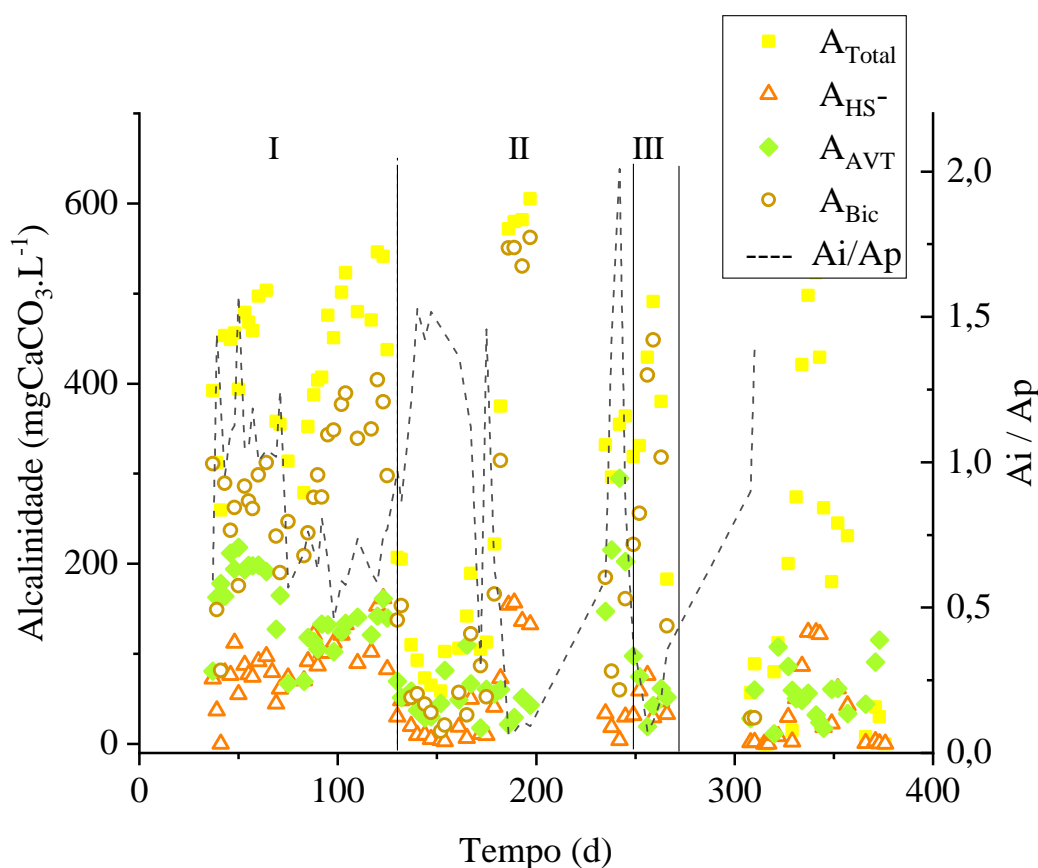 A_Total
A_HS-
A_AVT
A_Bic
Ai/Ap
I
II
III
Alcalinidade (mgCaCO₃.L⁻¹)
600
400
200
0
2,0
1,5
1,0
0,5
0,0
Ai / Ap
0
100
200
300
400
Tempo (d)